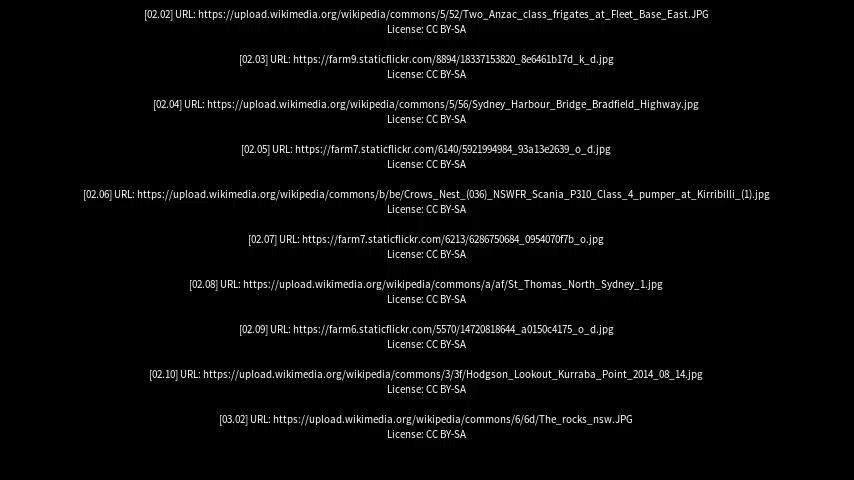 [02.02] URL: https://upload.wikimedia.org/wikipedia/commons/5/52/Two_Anzac_class_frigates_at_Fleet_Base_East.JPG
License: CC BY-SA
[02.03] URL: https://farm9.staticflickr.com/8894/18337153820_8e6461b17d_k_d.jpg
License: CC BY-SA
[02.04] URL: https://upload.wikimedia.org/wikipedia/commons/5/56/Sydney_Harbour_Bridge_Bradfield_Highway.jpg
License: CC BY-SA
[02.05] URL: https://farm7.staticflickr.com/6140/5921994984_93a13e2639_o_d.jpg
License: CC BY-SA
[02.06] URL: https://upload.wikimedia.org/wikipedia/commons/b/be/Crows_Nest_(036)_NSWFR_Scania_P310_Class_4_pumper_at_Kirribilli_(1).jpg
License: CC BY-SA
[02.07] URL: https://farm7.staticflickr.com/6213/6286750684_0954070f7b_o.jpg
License: CC BY-SA
[02.08] URL: https://upload.wikimedia.org/wikipedia/commons/a/af/St_Thomas_North_Sydney_1.jpg
License: CC BY-SA
[02.09] URL: https://farm6.staticflickr.com/5570/14720818644_a0150c4175_o_d.jpg
License: CC BY-SA
[02.10] URL: https://upload.wikimedia.org/wikipedia/commons/3/3f/Hodgson_Lookout_Kurraba_Point_2014_08_14.jpg
License: CC BY-SA
[03.02] URL: https://upload.wikimedia.org/wikipedia/commons/6/6d/The_rocks_nsw.JPG
License: CC BY-SA